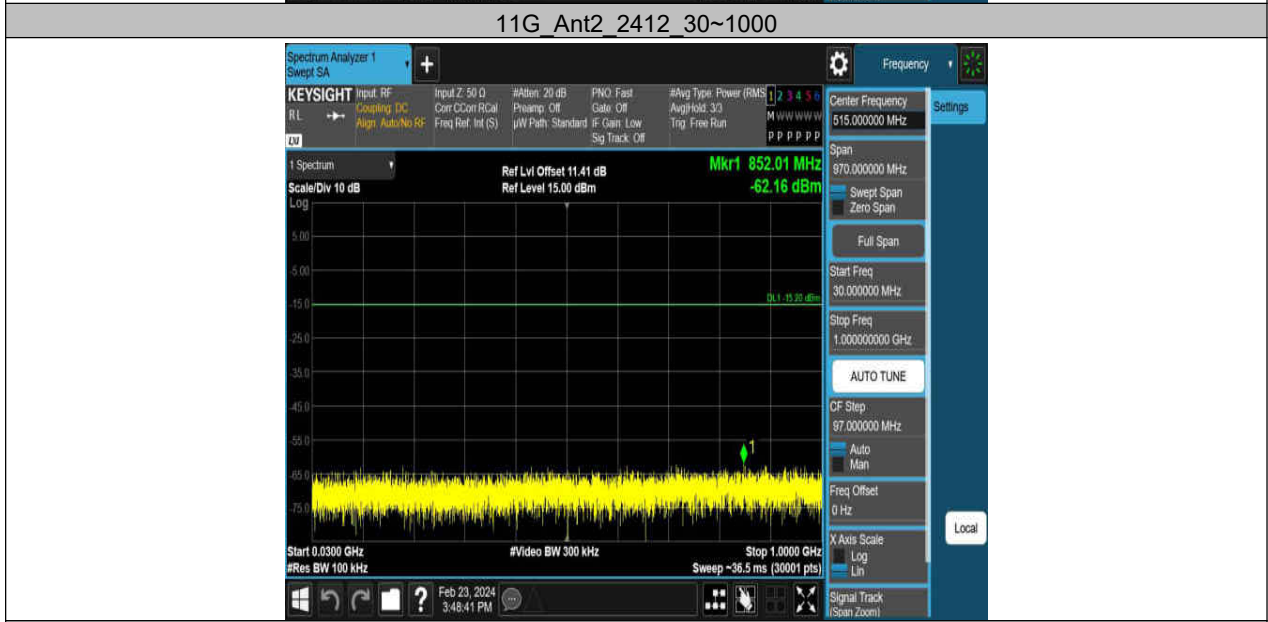 11G_Ant2_2412_30~1000
Spectrum Analyzer 1
Swept SA
+
Frequency
KEYSIGHT
RL
LXI
Input: RF
Coupling: DC
Align: Auto/No RF
Input Z: 50 Ω
Corr CCorr RCal
Freq Ref: Int (S)
#Atten: 20 dB
Preamp: Off
µW Path: Standard
PNO: Fast
Gate: Off
IF Gain: Low
Sig Track: Off
#Avg Type: Power (RMS
Avg|Hold: 3/3
Trig: Free Run
1 2 3 4 5 6
M W W W W W
P P P P P P
1 Spectrum
Scale/Div 10 dB
Log
Ref Lvl Offset 11.41 dB
Ref Level 15.00 dBm
Mkr1 852.01 MHz
-62.16 dBm
5.00
-5.00
-15.0
DL1 -15.20 dBm
-25.0
-35.0
-45.0
-55.0
1
-65.0
-75.0
Start 0.0300 GHz
#Res BW 100 kHz
#Video BW 300 kHz
Stop 1.0000 GHz
Sweep ~36.5 ms (30001 pts)
?
Feb 23, 2024
3:48:41 PM
Center Frequency
515.000000 MHz
Settings
Span
970.000000 MHz
Swept Span
Zero Span
Full Span
Start Freq
30.000000 MHz
Stop Freq
1.000000000 GHz
AUTO TUNE
CF Step
97.000000 MHz
Auto
Man
Freq Offset
0 Hz
X Axis Scale
Log
Lin
Local
Signal Track
(Span Zoom)